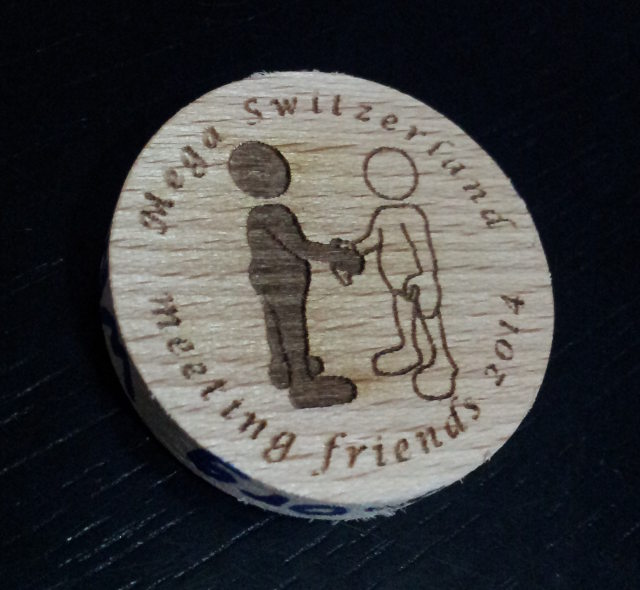 Mega Switzerland
meeting friends 2014